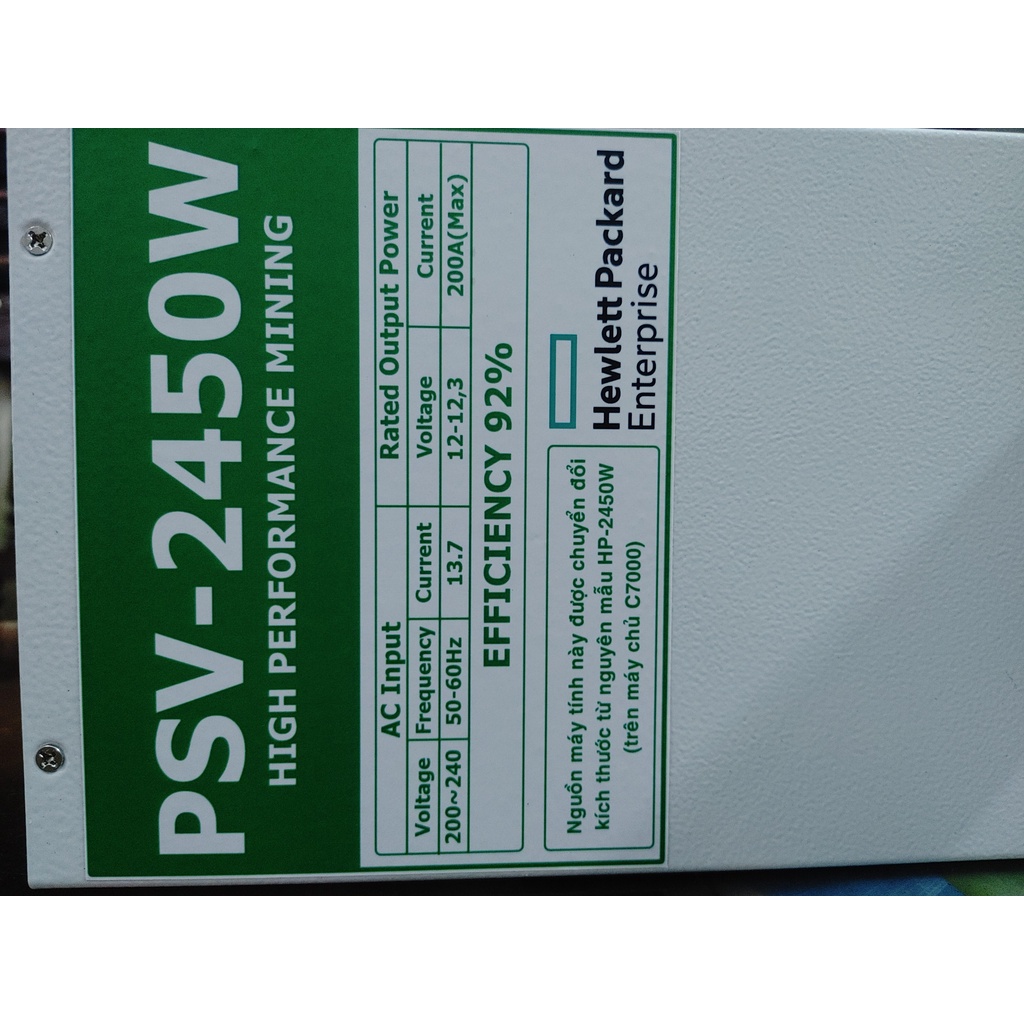 PSV-2450W
HIGH PERFORMANCE MINING
AC Input Rated Output Power
Voltage Frequency Current Voltage Current
200~240 50-60Hz 13.7 12-12,3 200A(Max)
EFFICIENCY 92%
Nguồn máy tính này được chuyển đổi
kích thước từ nguyên mẫu HP-2450W
(trên máy chủ C7000)
Hewlett Packard
Enterprise